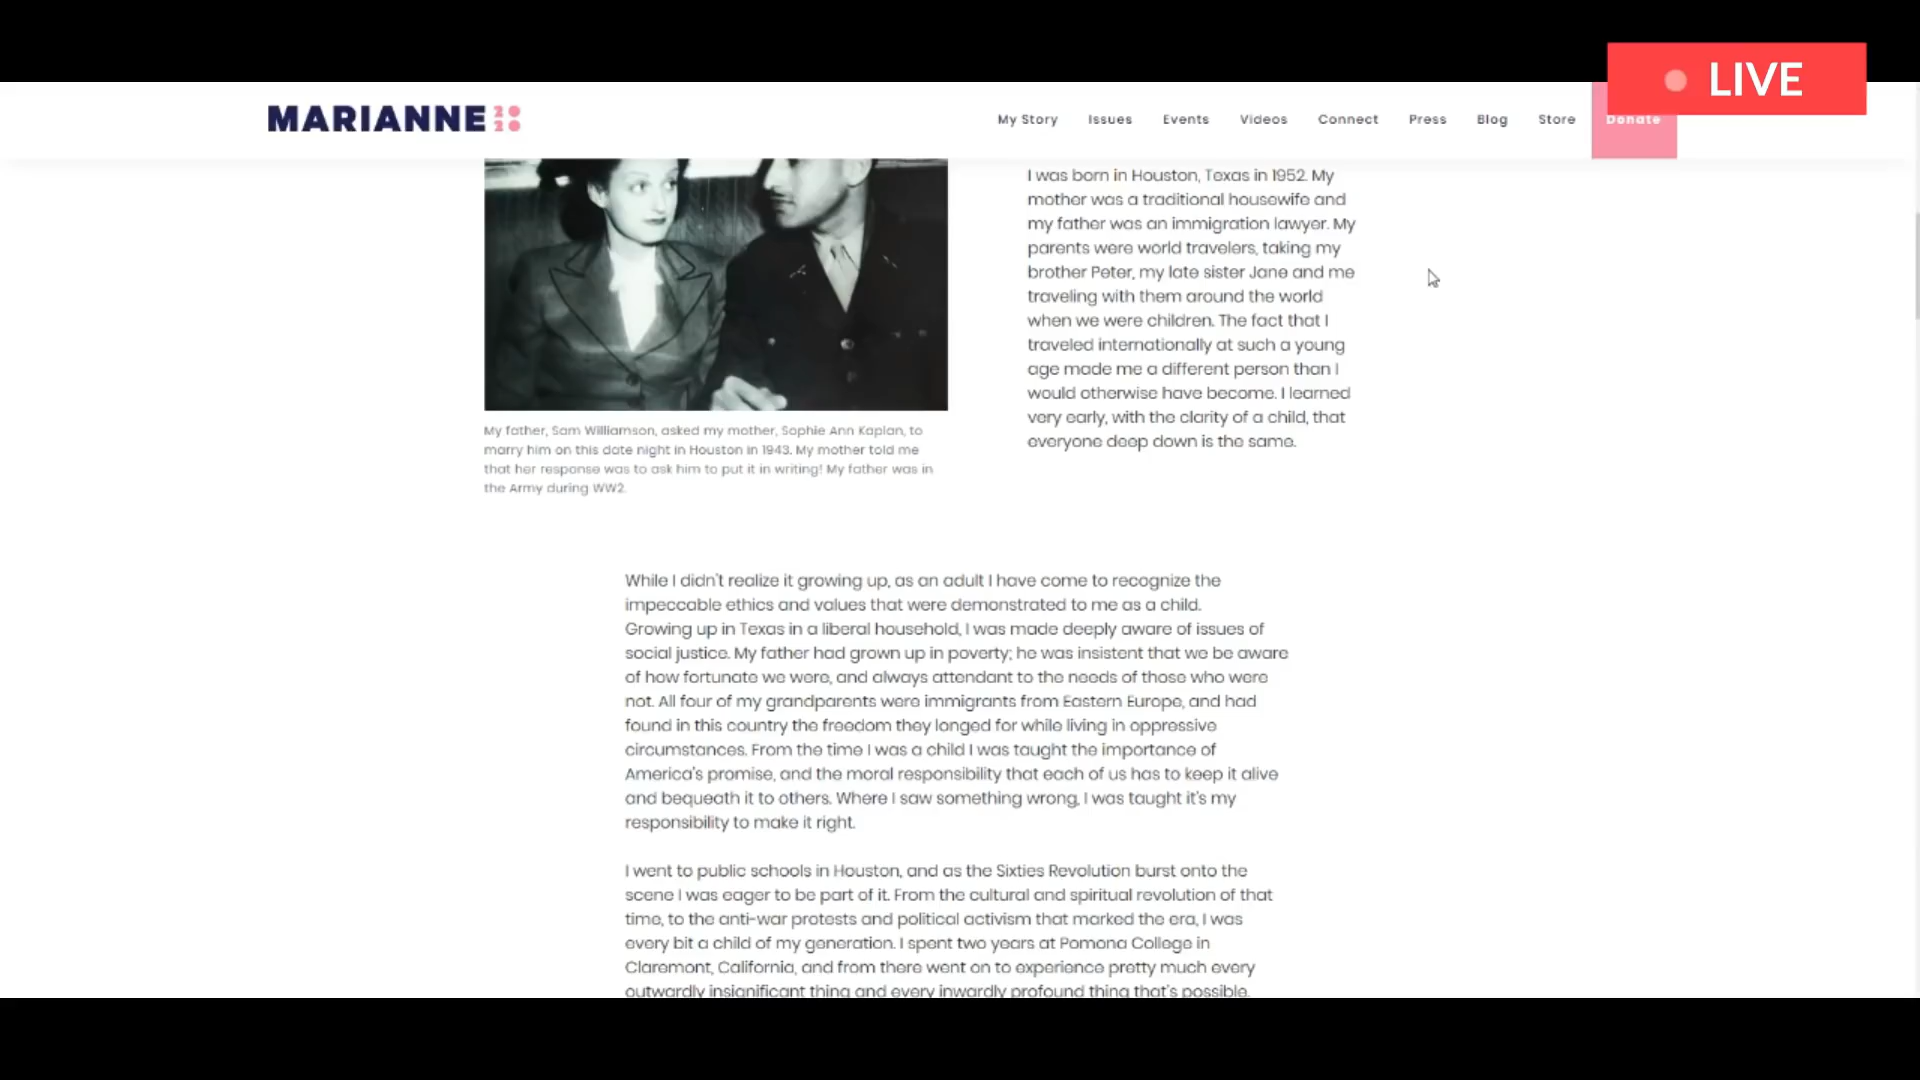 LIVE
MARIANNE 2020
My Story Issues Events Videos Connect Press Blog Store Donate
I was born in Houston, Texas in 1952. My
mother was a traditional housewife and
my father was an immigration lawyer. My
parents were world travelers, taking my
brother Peter, my late sister Jane and me
traveling with them around the world
when we were children. The fact that I
traveled internationally at such a young
age made me a different person than I
would otherwise have become. I learned
very early, with the clarity of a child, that
everyone deep down is the same.
My father, Sam Williamson, asked my mother, Sophie Ann Kaplan, to
marry him on this date night in Houston in 1943. My mother told me
that her response was to ask him to put it in writing! My father was in
the Army during WW2.
While I didn't realize it growing up, as an adult I have come to recognize the
impeccable ethics and values that were demonstrated to me as a child.
Growing up in Texas in a liberal household, I was made deeply aware of issues of
social justice. My father had grown up in poverty; he was insistent that we be aware
of how fortunate we were, and always attendant to the needs of those who were
not. All four of my grandparents were immigrants from Eastern Europe, and had
found in this country the freedom they longed for while living in oppressive
circumstances. From the time I was a child I was taught the importance of
America's promise, and the moral responsibility that each of us has to keep it alive
and bequeath it to others. Where I saw something wrong, I was taught it's my
responsibility to make it right.
I went to public schools in Houston, and as the Sixties Revolution burst onto the
scene I was eager to be part of it. From the cultural and spiritual revolution of that
time, to the anti-war protests and political activism that marked the era, I was
every bit a child of my generation. I spent two years at Pomona College in
Claremont, California, and from there went on to experience pretty much every
outwardly insignificant thing and every inwardly profound thing that's possible.